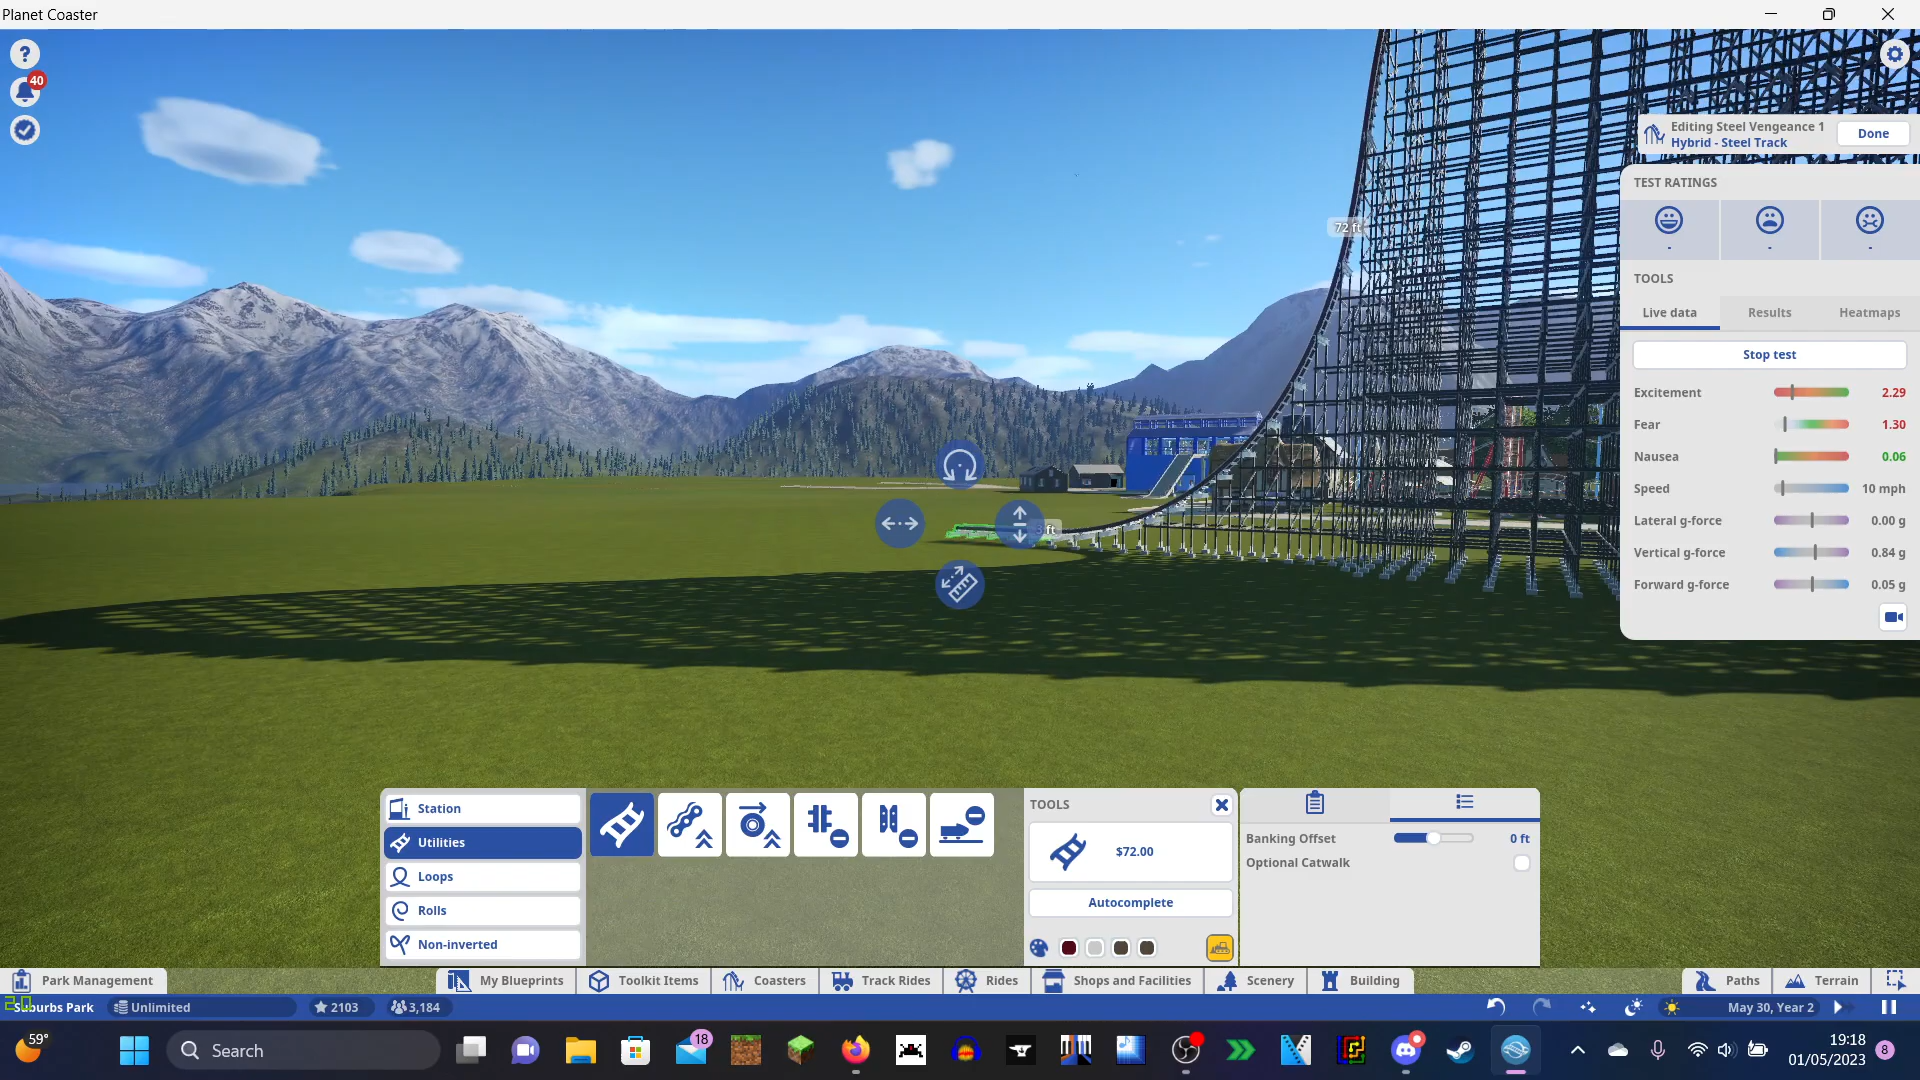 Planet Coaster
40
Editing Steel Vengeance 1
Hybrid - Steel Track
Done
TEST RATINGS
-
-
-
72 ft
TOOLS
Live data
Results
Heatmaps
Stop test
Excitement
2.29
Fear
1.30
Nausea
0.06
Speed
10 mph
Lateral g-force
0.00 g
Vertical g-force
0.84 g
Forward g-force
0.05 g
ft
Station
Utilities
Loops
Rolls
Non-inverted
TOOLS
$72.00
Autocomplete
Banking Offset
0 ft
Optional Catwalk
Park Management
My Blueprints
Toolkit Items
Coasters
Track Rides
Rides
Shops and Facilities
Scenery
Building
Paths
Terrain
20
Suburbs Park
Unlimited
2103
3,184
May 30, Year 2
59°
Search
18
19:18
01/05/2023
8